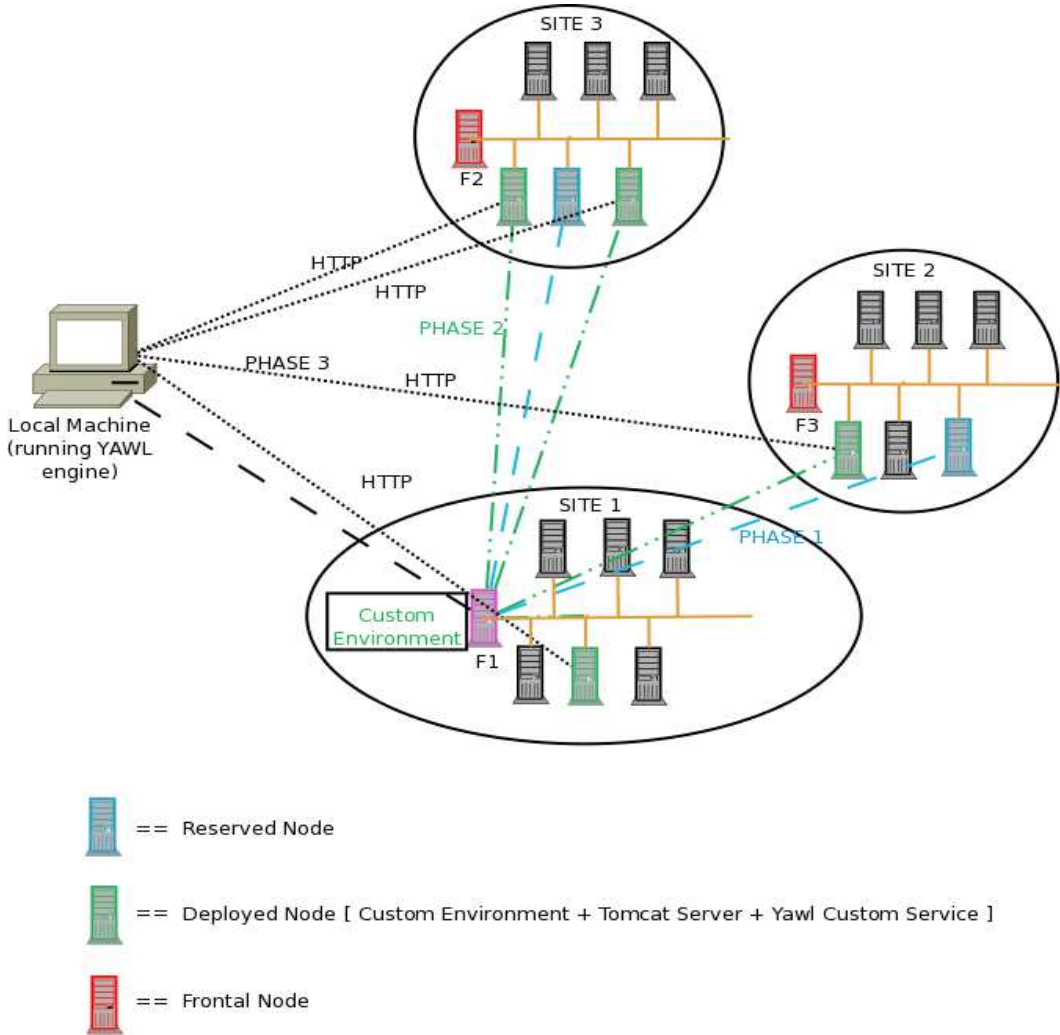 SITE 3
F2
HTTP
HTTP
SITE 2
PHASE 2
PHASE 3
HTTP
F3
Local Machine
(running YAWL
engine)
HTTP
SITE 1
PHASE 1
Custom
Environment
F1
== Reserved Node
== Deployed Node [ Custom Environment + Tomcat Server + Yawl Custom Service ]
== Frontal Node